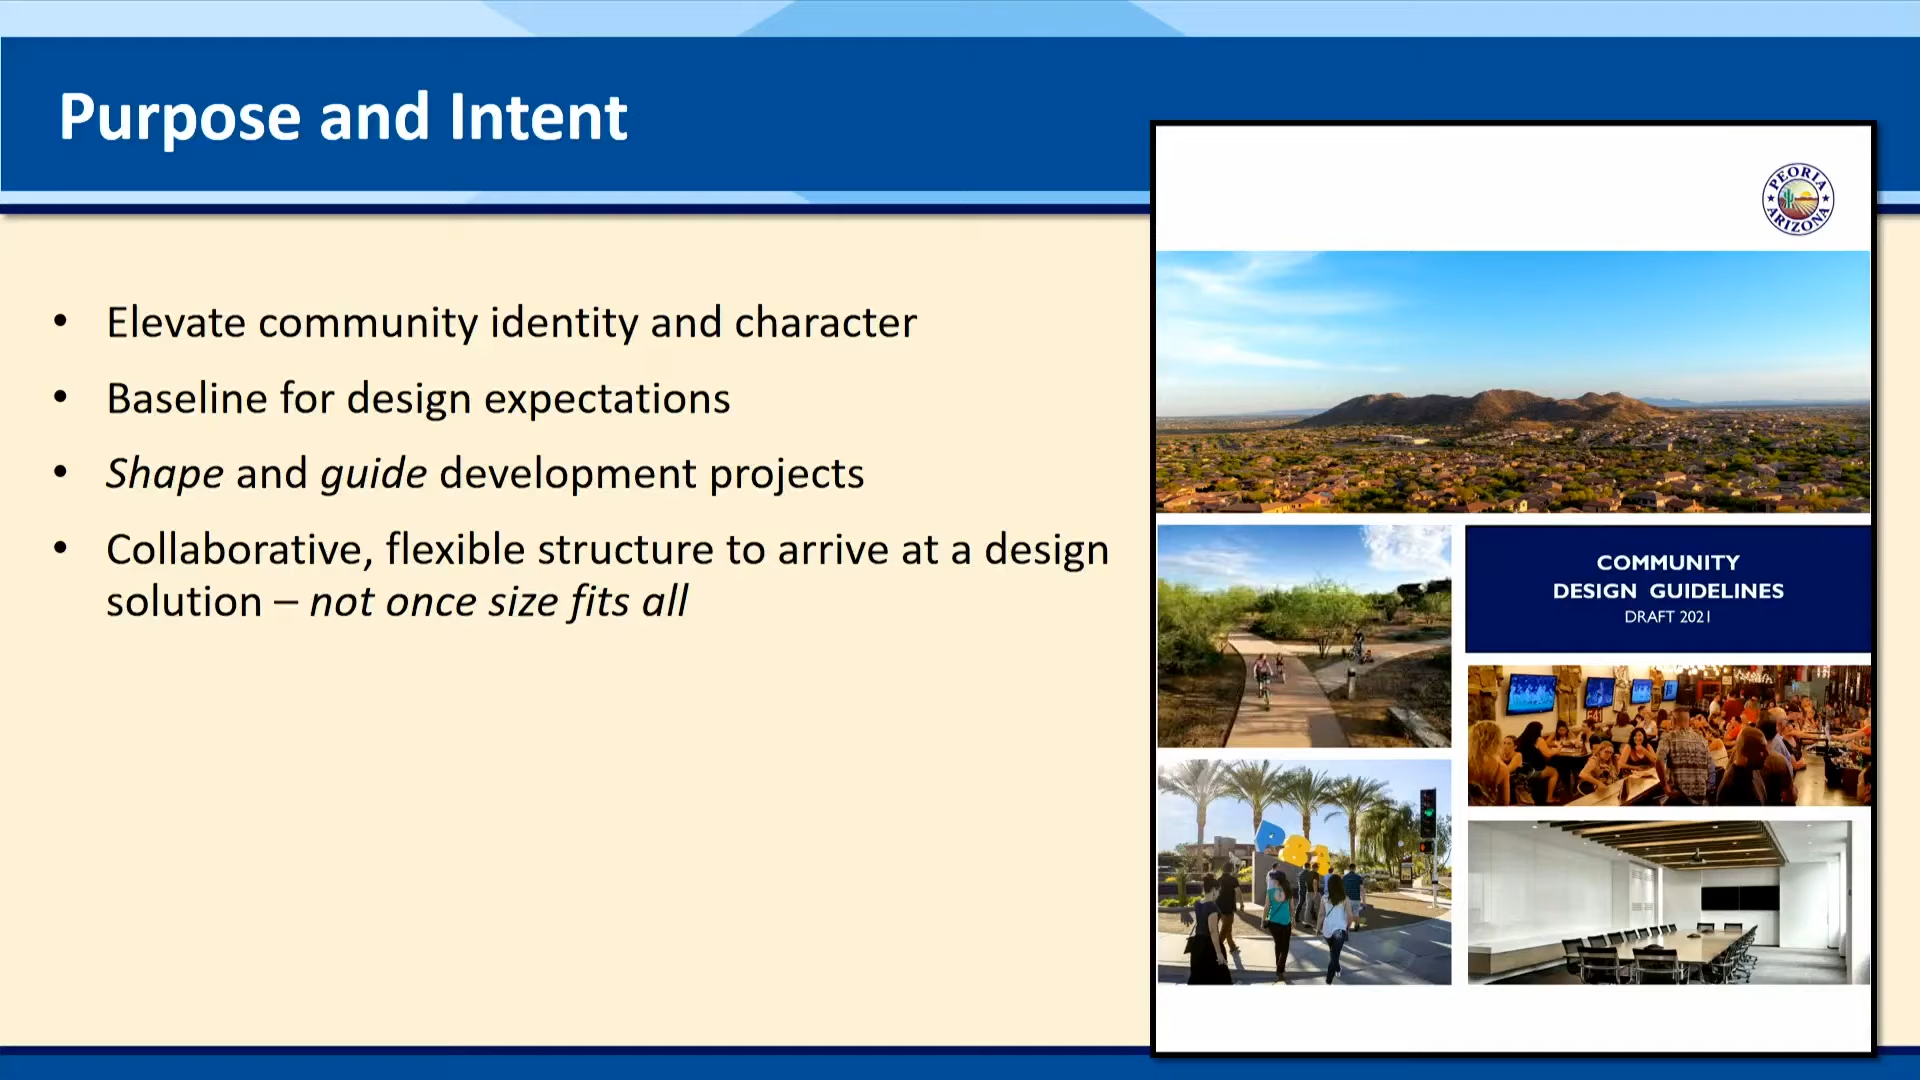 Purpose and Intent
• Elevate community identity and character
• Baseline for design expectations
• Shape and guide development projects
• Collaborative, flexible structure to arrive at a design
solution – not once size fits all
PEORIA
ARIZONA
COMMUNITY
DESIGN GUIDELINES
DRAFT 2021
P83